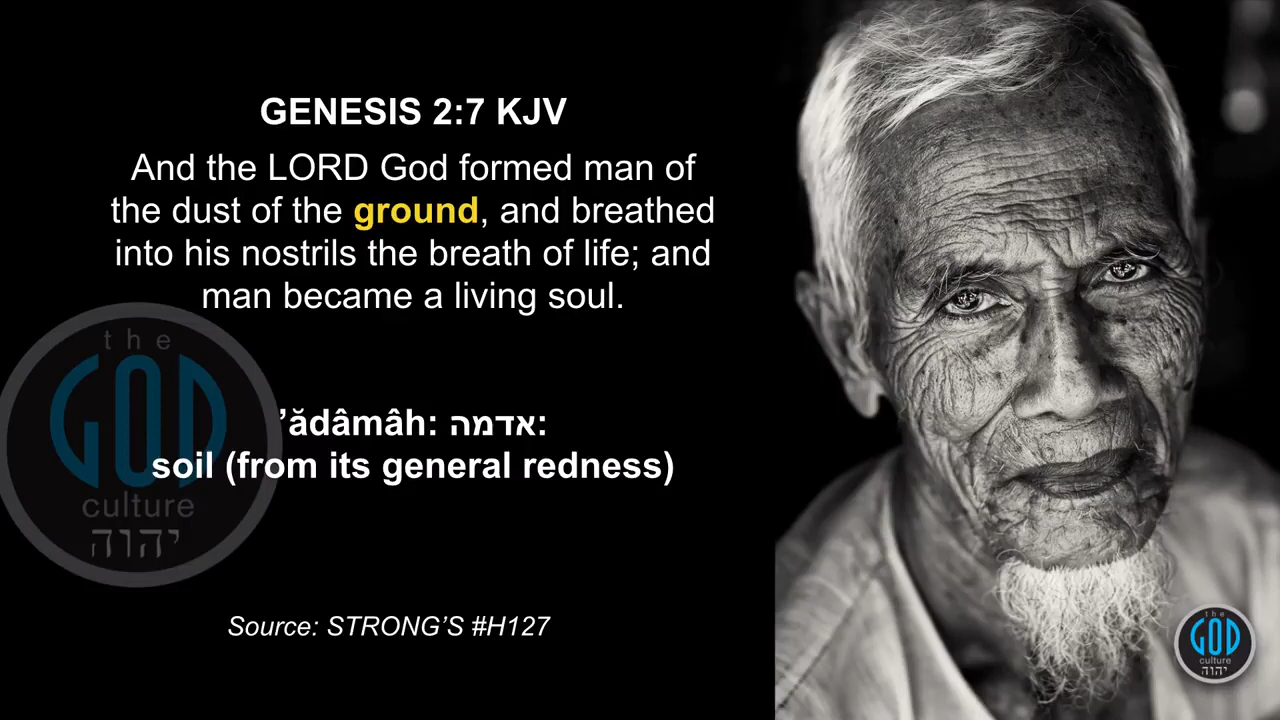 GENESIS 2:7 KJV
And the LORD God formed man of
the dust of the ground, and breathed
into his nostrils the breath of life; and
man became a living soul.
the
GOD
culture
יהוה
’ădâmâh: אדמה:
soil (from its general redness)
Source: STRONG’S #H127
the
GOD
culture
יהוה